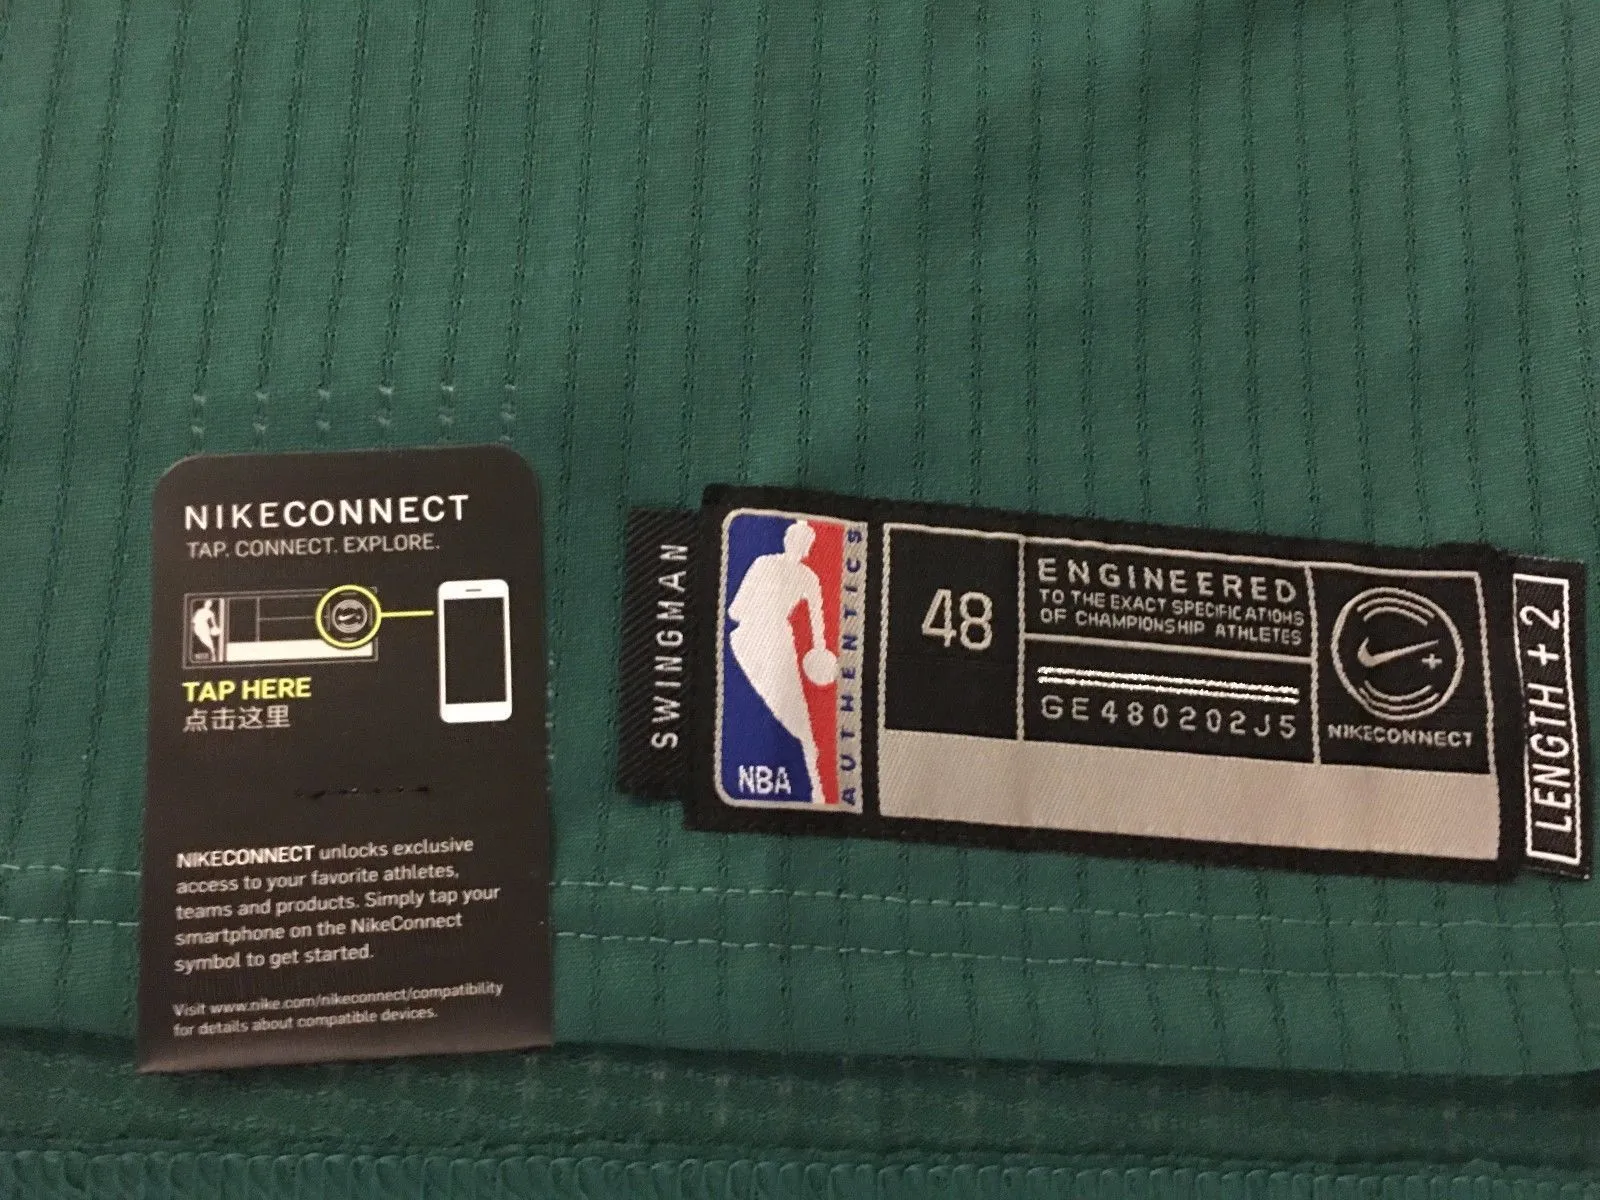 NIKECONNECT
TAP. CONNECT. EXPLORE.
TAP HERE
点击这里
NIKECONNECT unlocks exclusive
access to your favorite athletes,
teams and products. Simply tap your
smartphone on the NikeConnect
symbol to get started.
Visit www.nike.com/nikeconnect/compatibility
for details about compatible devices.
SWINGMAN
NBA
AUTHENTICS
48
ENGINEERED
TO THE EXACT SPECIFICATIONS
OF CHAMPIONSHIP ATHLETES
GE480202J5
NIKECONNECT
LENGTH + 2